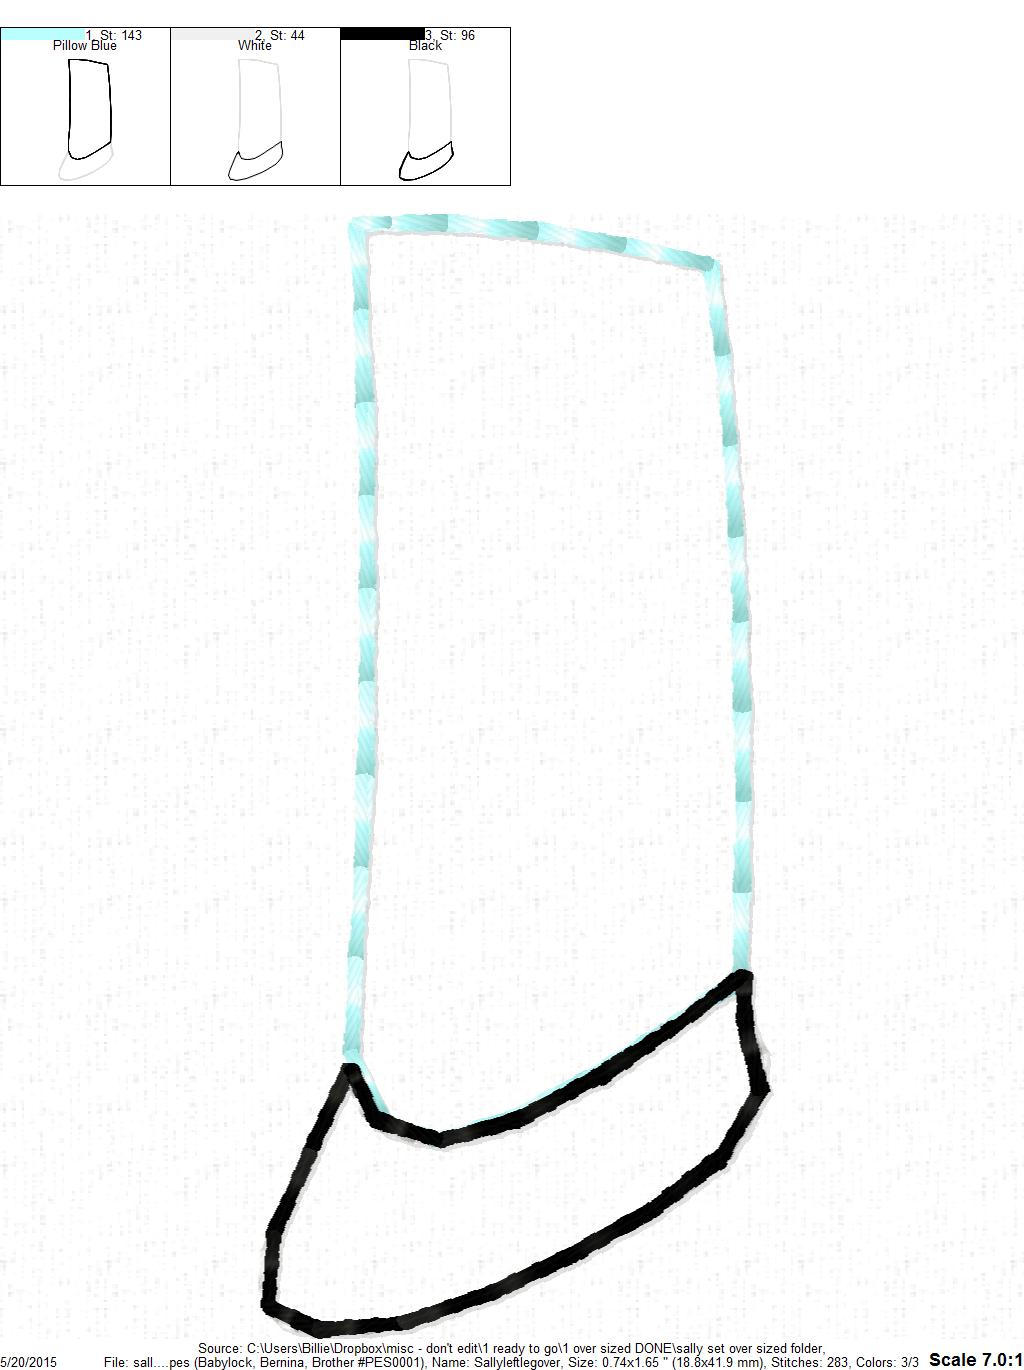 1, St: 143
Pillow Blue
2, St: 44
White
3, St: 96
Black
Source: C:\Users\Billie\Dropbox\misc - don't edit\1 ready to go\1 over sized DONE\sally set over sized folder,
5/20/2015 File: sall....pes (Babylock, Bernina, Brother #PES0001), Name: Sallyleftlegover, Size: 0.74x1.65 " (18.8x41.9 mm), Stitches: 283, Colors: 3/3 Scale 7.0:1